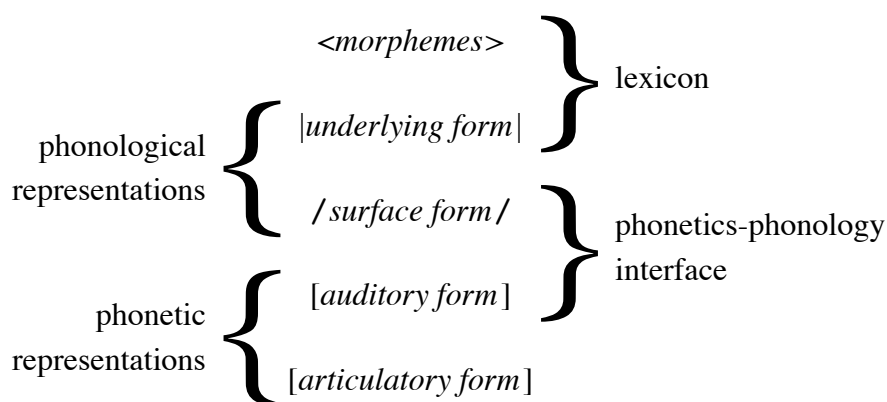 <morphemes>
lexicon
|underlying form|
phonological
representations
/surface form/
phonetics-phonology
interface
[auditory form]
phonetic
representations
[articulatory form]